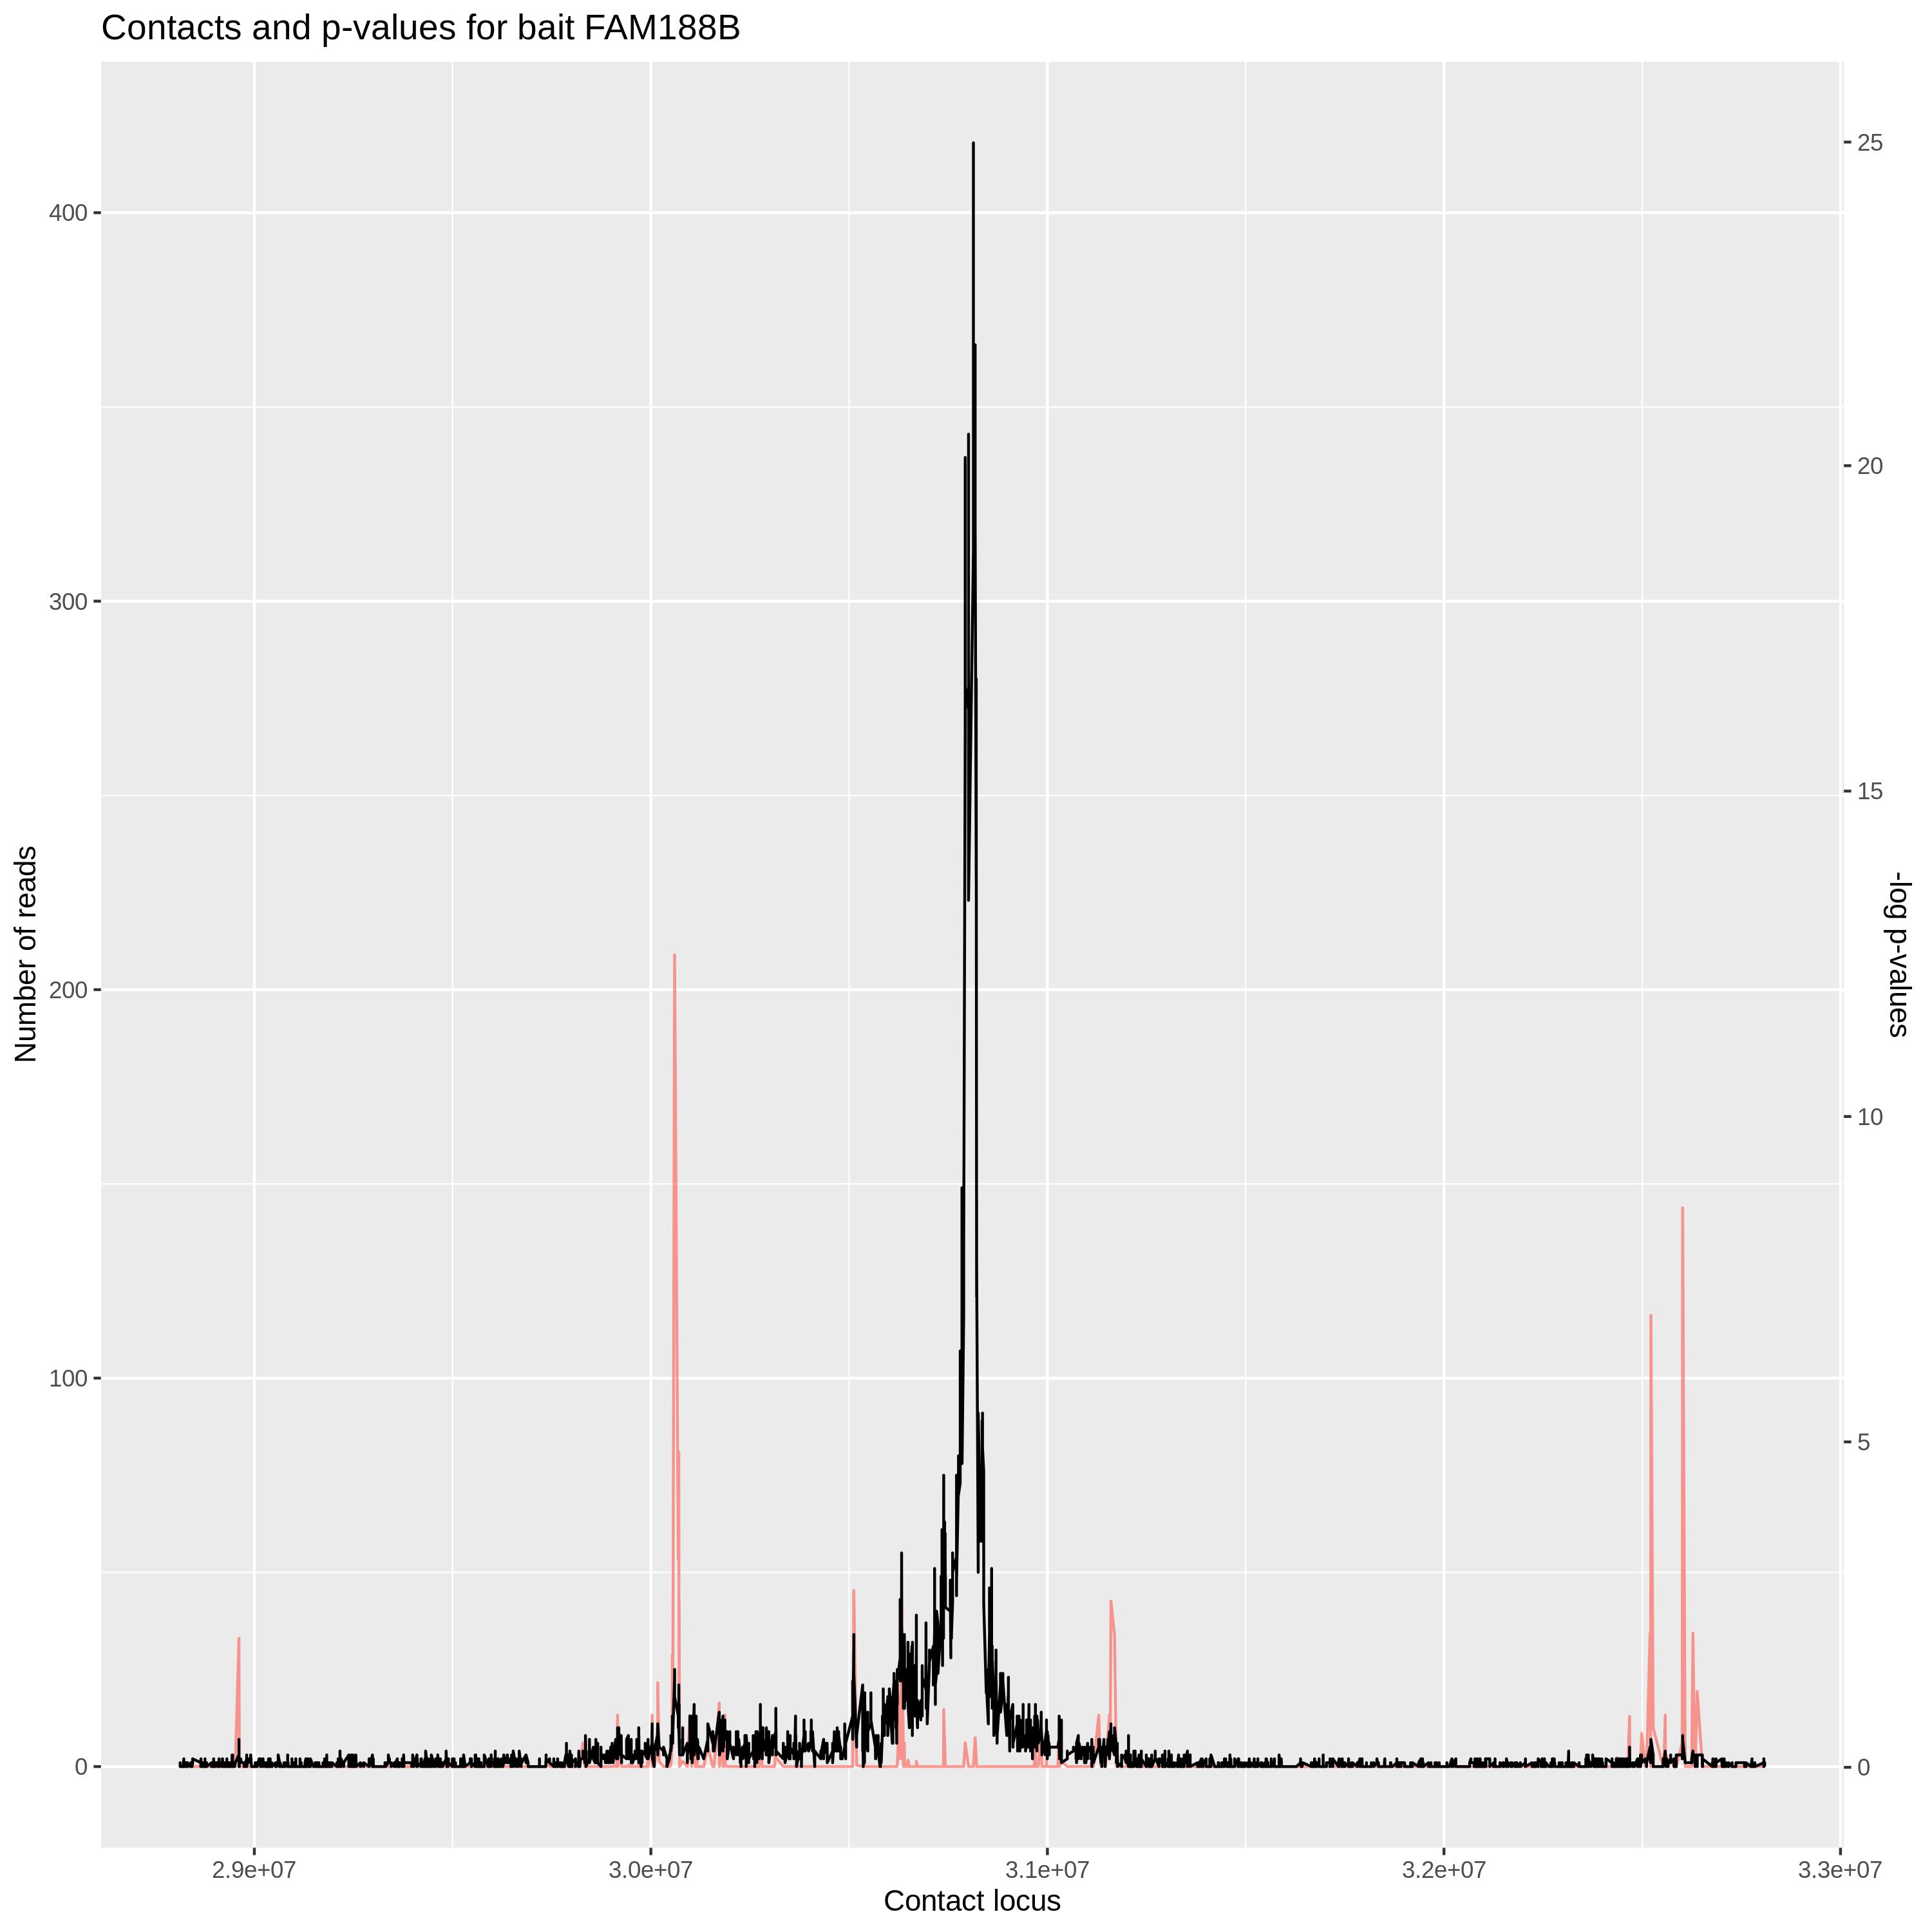 Contacts and p-values for bait FAM188B
400
300
200
100
0
Number of reads
25
20
15
10
5
0
-log p-values
2.9e+07 3.0e+07 3.1e+07 3.2e+07 3.3e+07
Contact locus